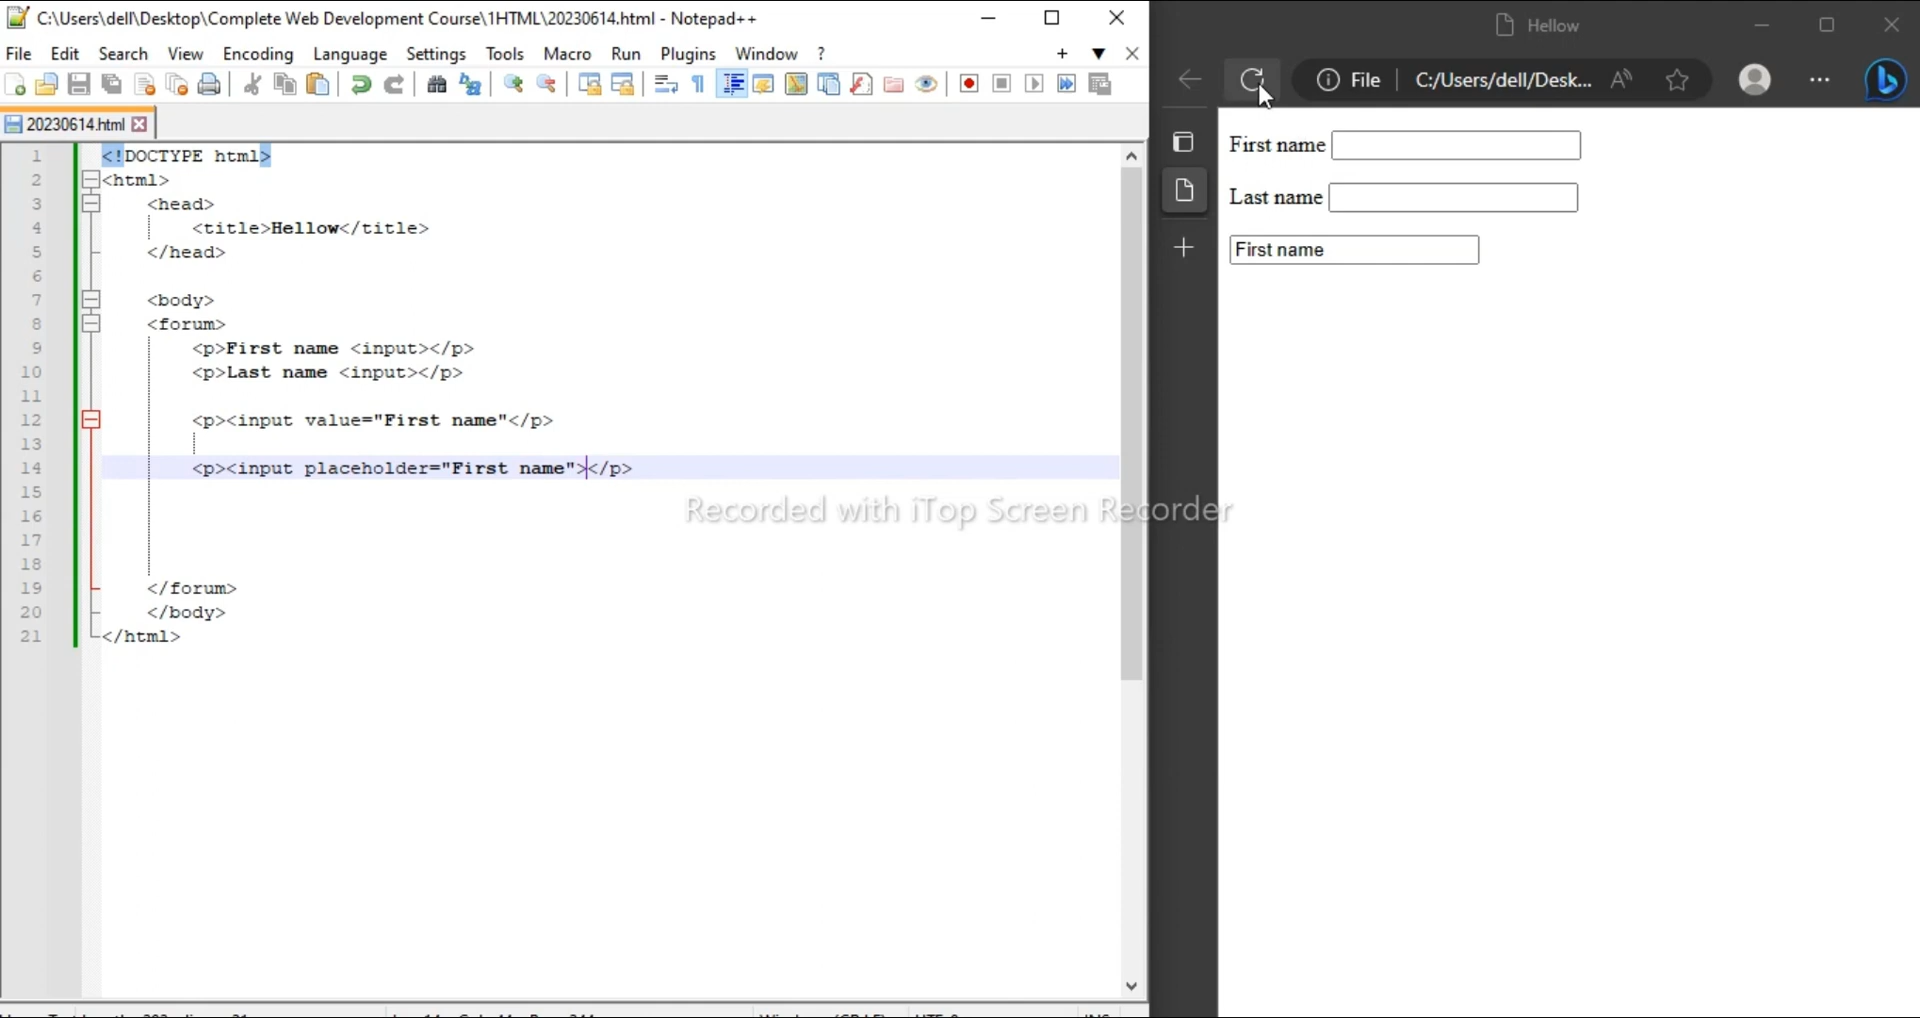 C:\Users\dell\Desktop\Complete Web Development Course\1HTML\20230614.html - Notepad++
File Edit Search View Encoding Language Settings Tools Macro Run Plugins Window ?
20230614.html
1 <!DOCTYPE html>
2 <html>
3 <head>
4 <title>Hellow</title>
5 </head>
6
7 <body>
8 <forum>
9 <p>First name <input></p>
10 <p>Last name <input></p>
11
12 <p><input value="First name"</p>
13
14 <p><input placeholder="First name"></p>
15
16
17
18
19 </forum>
20 </body>
21 </html>
Hellow
File C:/Users/dell/Desk...
First name
Last name
First name
Recorded with iTop Screen Recorder